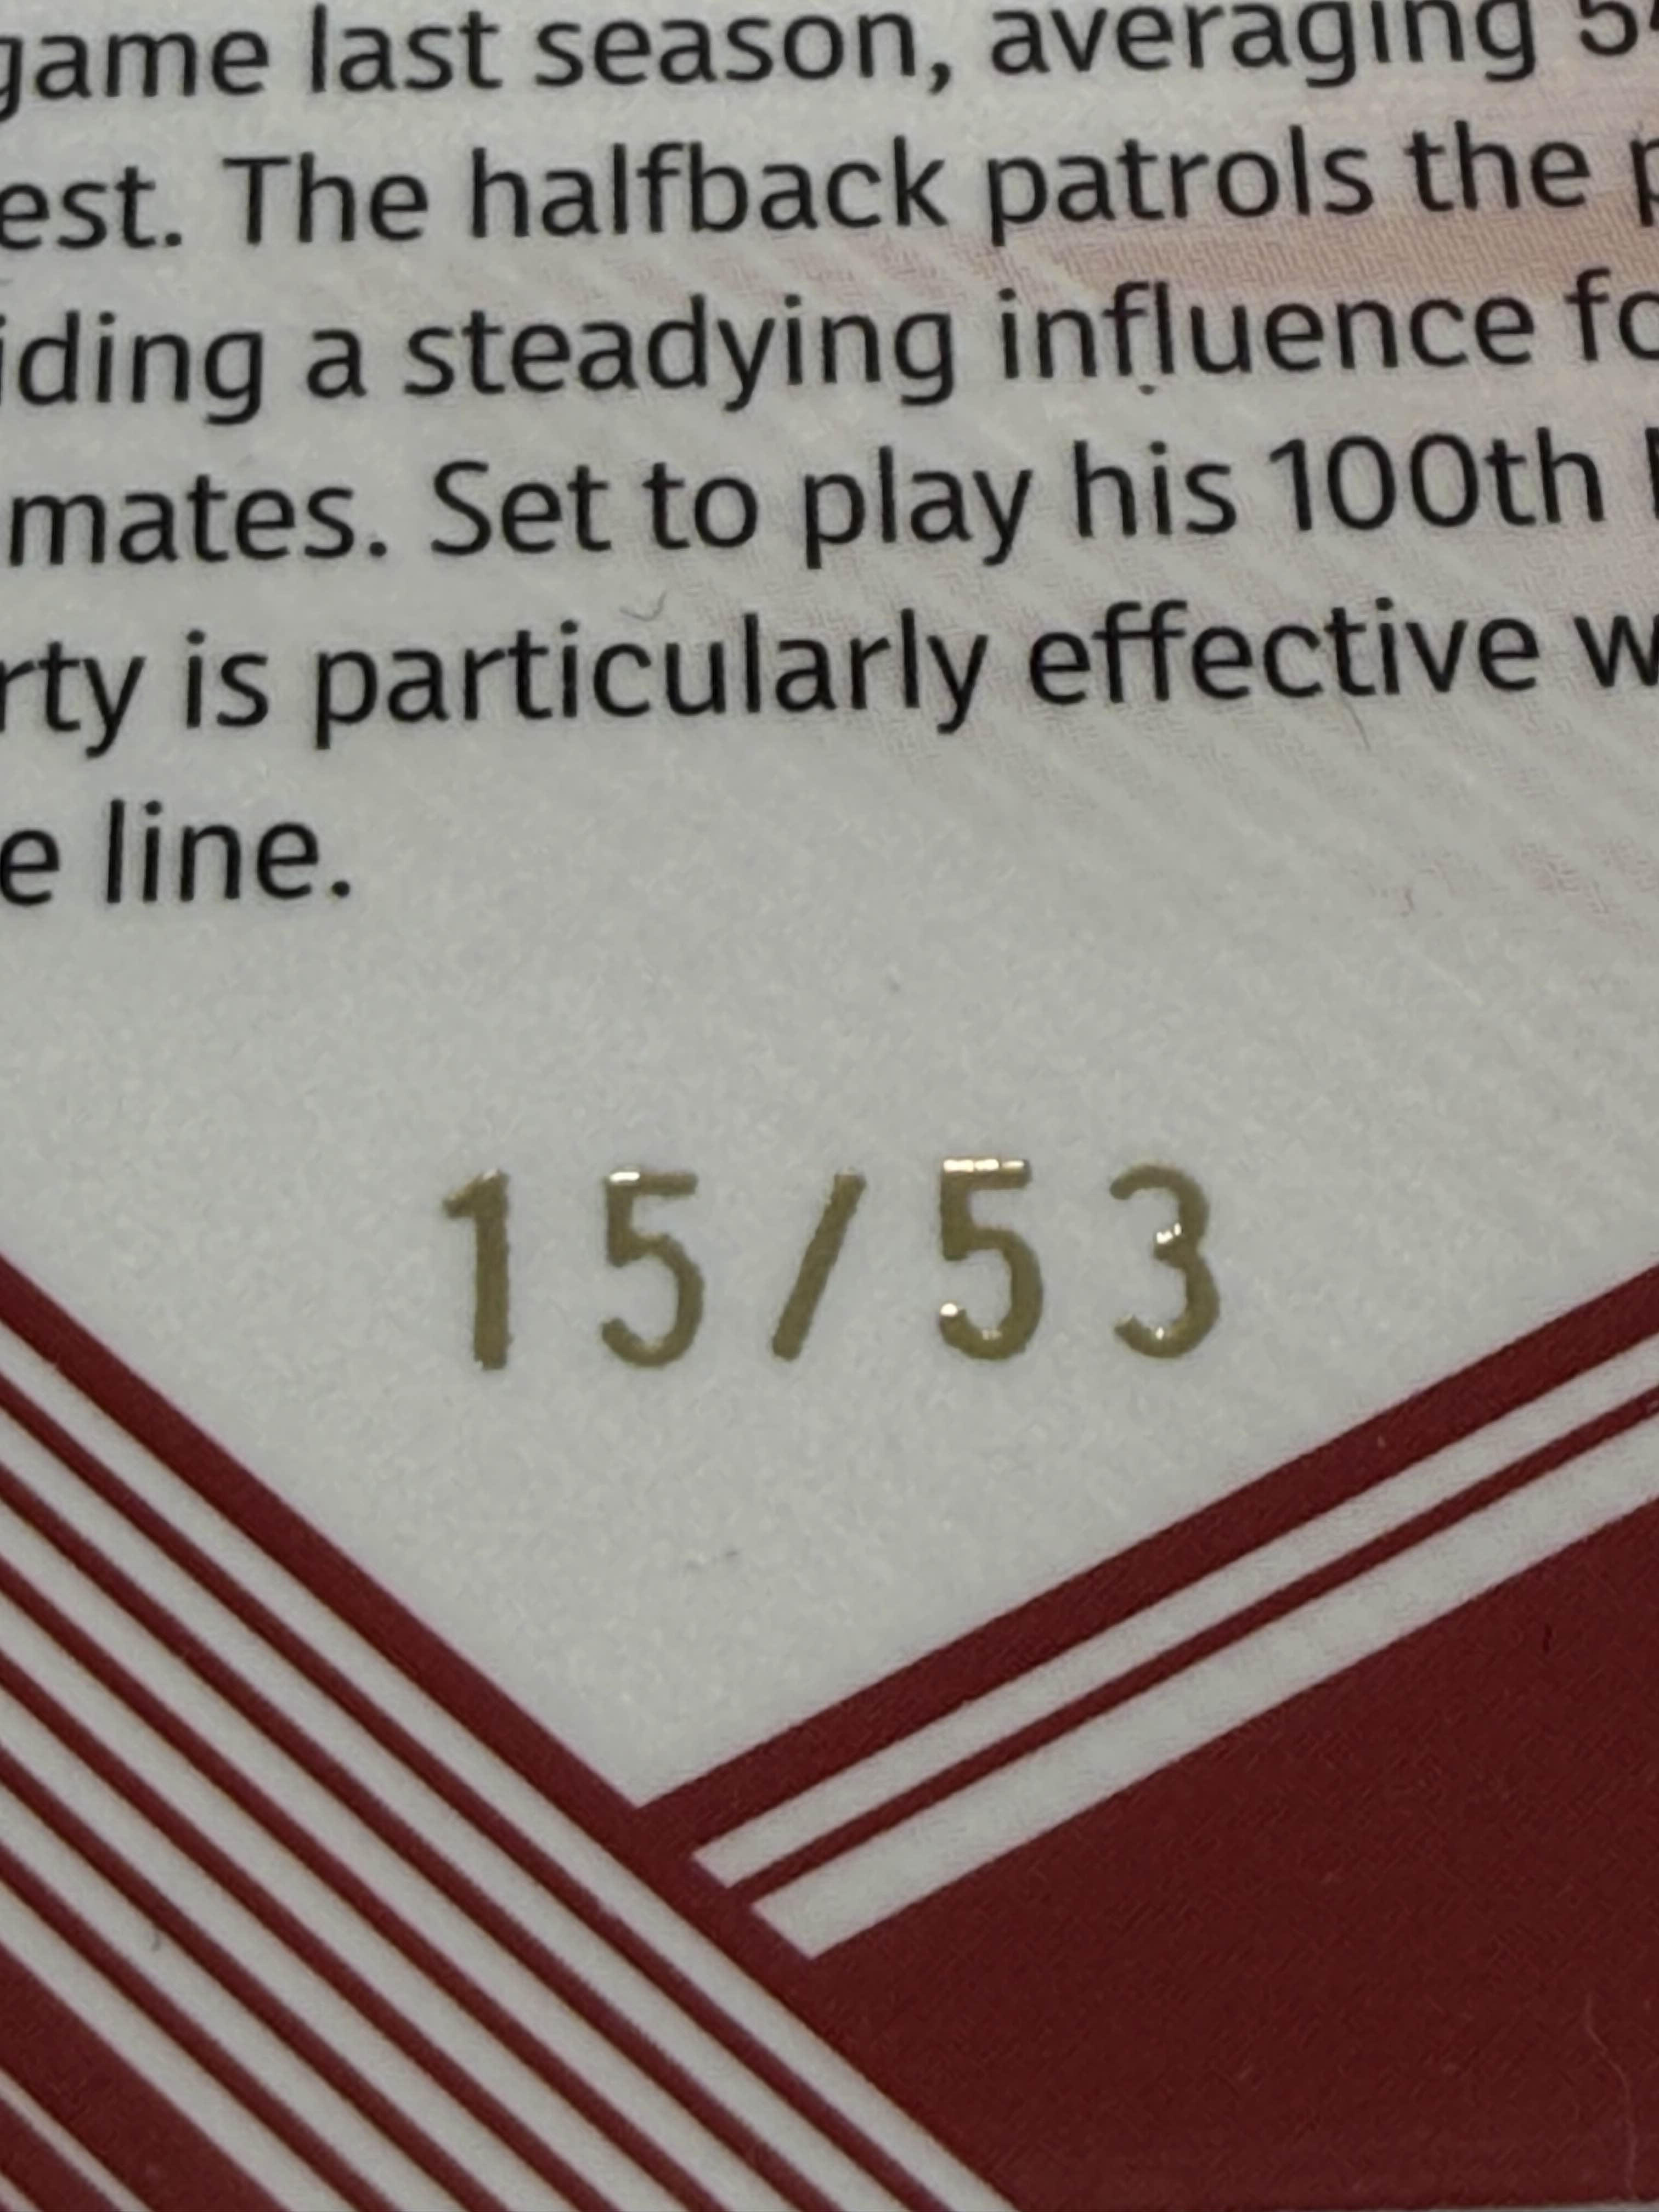 game last season, averaging 5
est. The halfback patrols the
iding a steadying influence fo
mates. Set to play his 100th
rty is particularly effective w
e line.
15/53